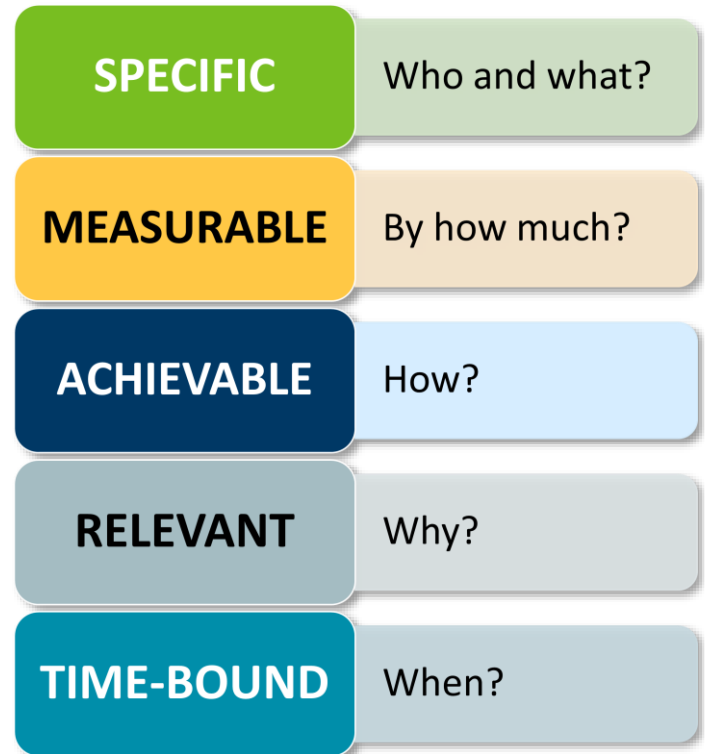 SPECIFIC
Who and what?
MEASURABLE
By how much?
ACHIEVABLE
How?
RELEVANT
Why?
TIME-BOUND
When?